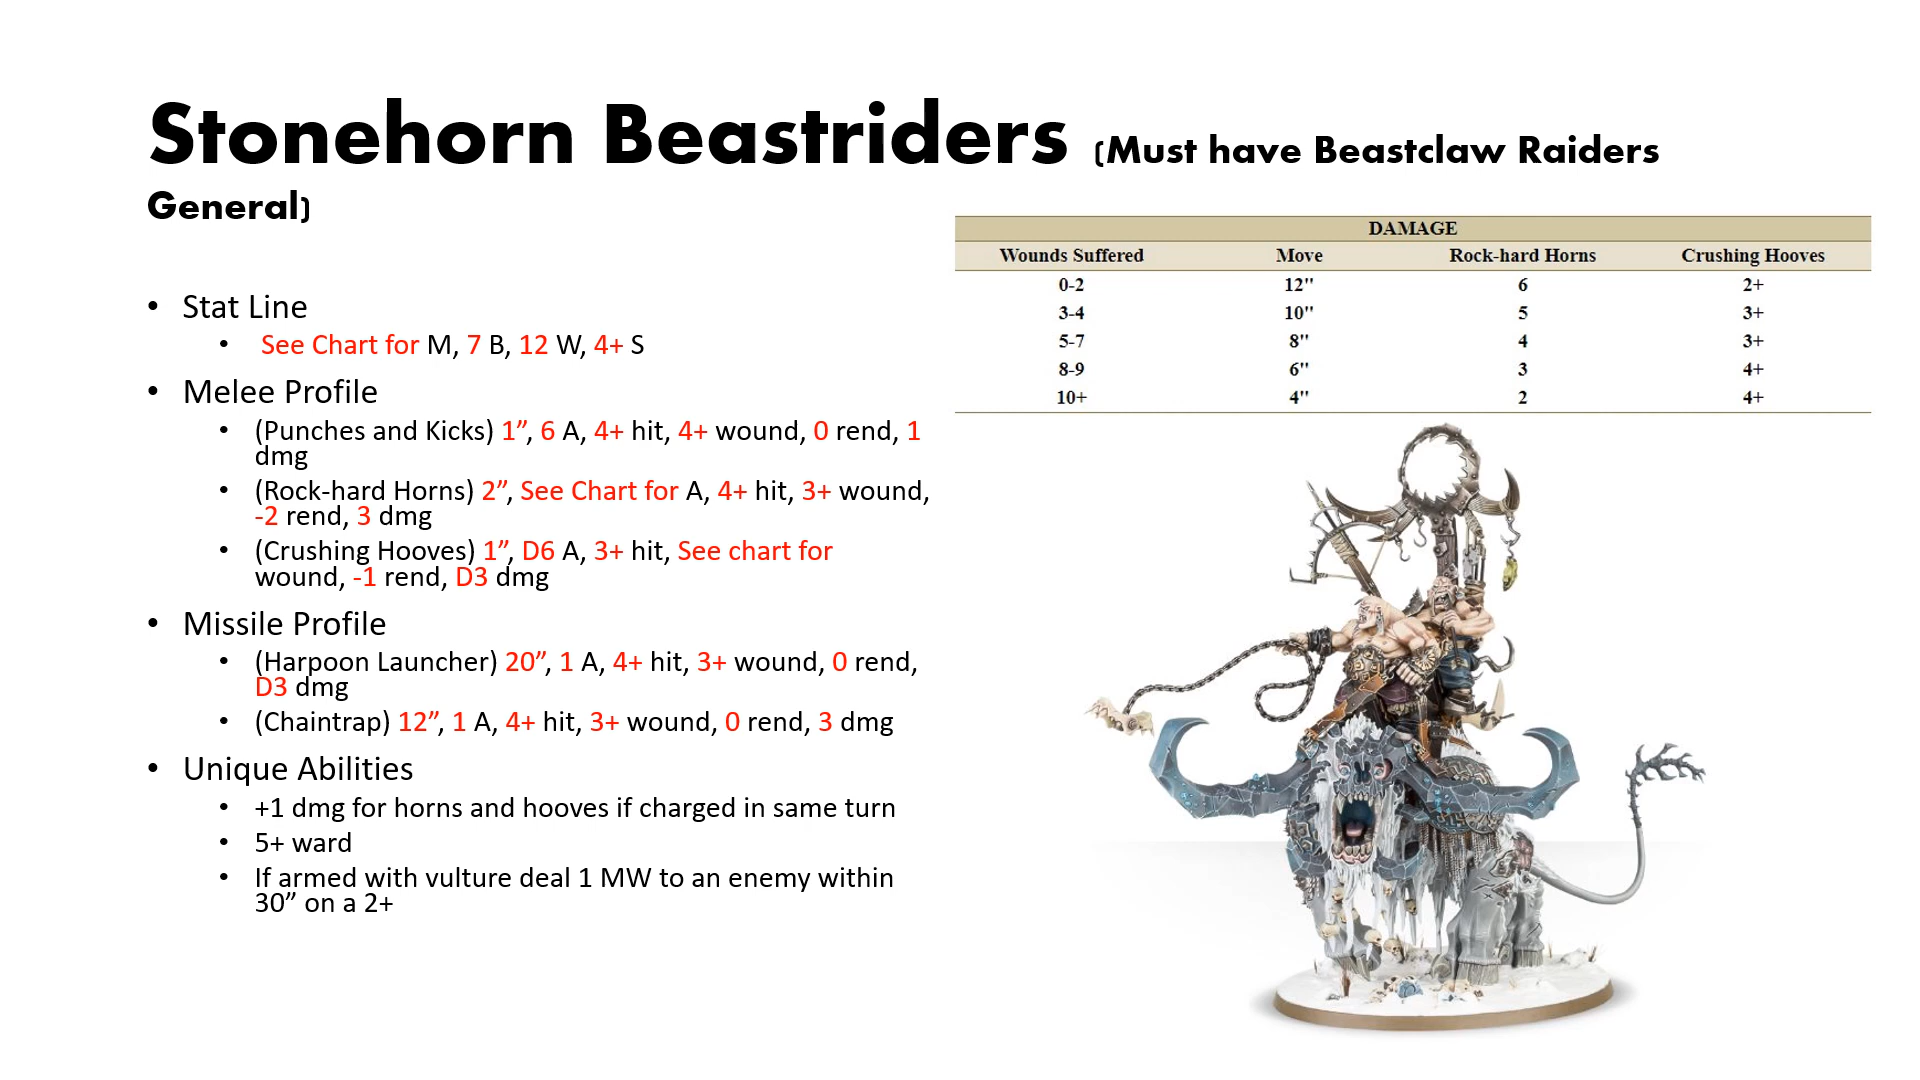 Stonehorn Beastriders (Must have Beastclaw Raiders
General)
• Stat Line
• See Chart for M, 7 B, 12 W, 4+ S
• Melee Profile
• (Punches and Kicks) 1”, 6 A, 4+ hit, 4+ wound, 0 rend, 1
dmg
• (Rock-hard Horns) 2”, See Chart for A, 4+ hit, 3+ wound,
-2 rend, 3 dmg
• (Crushing Hooves) 1”, D6 A, 3+ hit, See chart for
wound, -1 rend, D3 dmg
• Missile Profile
• (Harpoon Launcher) 20”, 1 A, 4+ hit, 3+ wound, 0 rend,
D3 dmg
• (Chaintrap) 12”, 1 A, 4+ hit, 3+ wound, 0 rend, 3 dmg
• Unique Abilities
• +1 dmg for horns and hooves if charged in same turn
• 5+ ward
• If armed with vulture deal 1 MW to an enemy within
30” on a 2+
DAMAGE
Wounds Suffered Move Rock-hard Horns Crushing Hooves
0-2 12" 6 2+
3-4 10" 5 3+
5-7 8" 4 3+
8-9 6" 3 4+
10+ 4" 2 4+